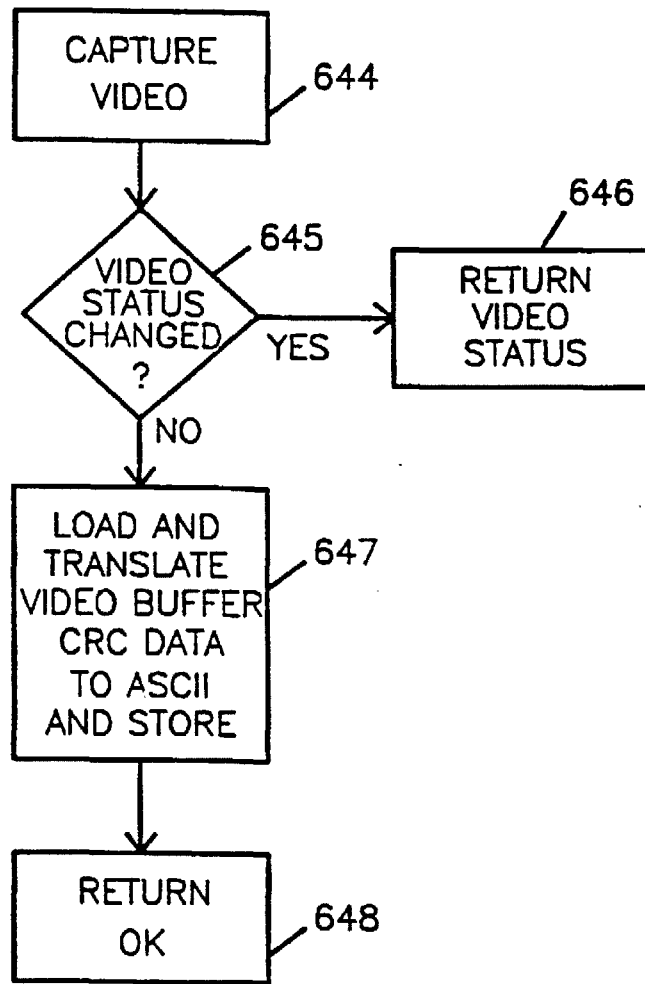 CAPTURE
VIDEO
644
645
VIDEO
STATUS
CHANGED
?
YES
646
RETURN
VIDEO
STATUS
NO
LOAD AND
TRANSLATE
VIDEO BUFFER
CRC DATA
TO ASCII
AND STORE
647
RETURN
OK
648